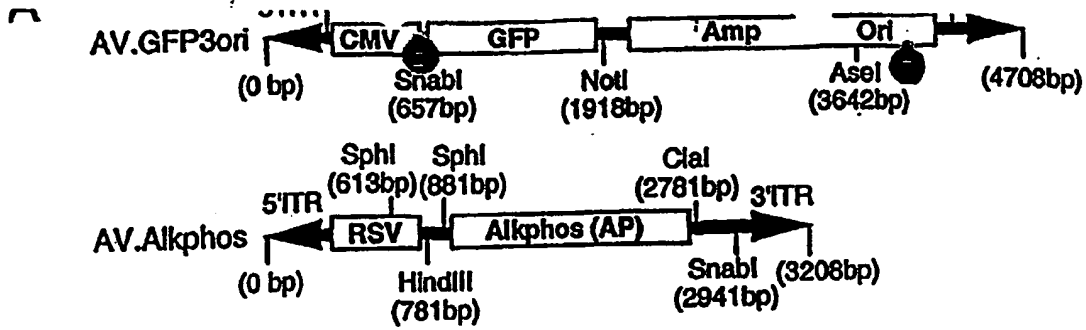 AV.GFP3ori CMV GFP Amp Ori
(0 bp) SnabI (657bp) NotI (1918bp) AseI (3642bp) (4708bp)
SphI (613bp) SphI (881bp) ClaI (2781bp)
5'ITR 3'ITR
AV.Alkphos RSV Alkphos (AP)
(0 bp) HindIII (781bp) SnabI (2941bp) (3208bp)